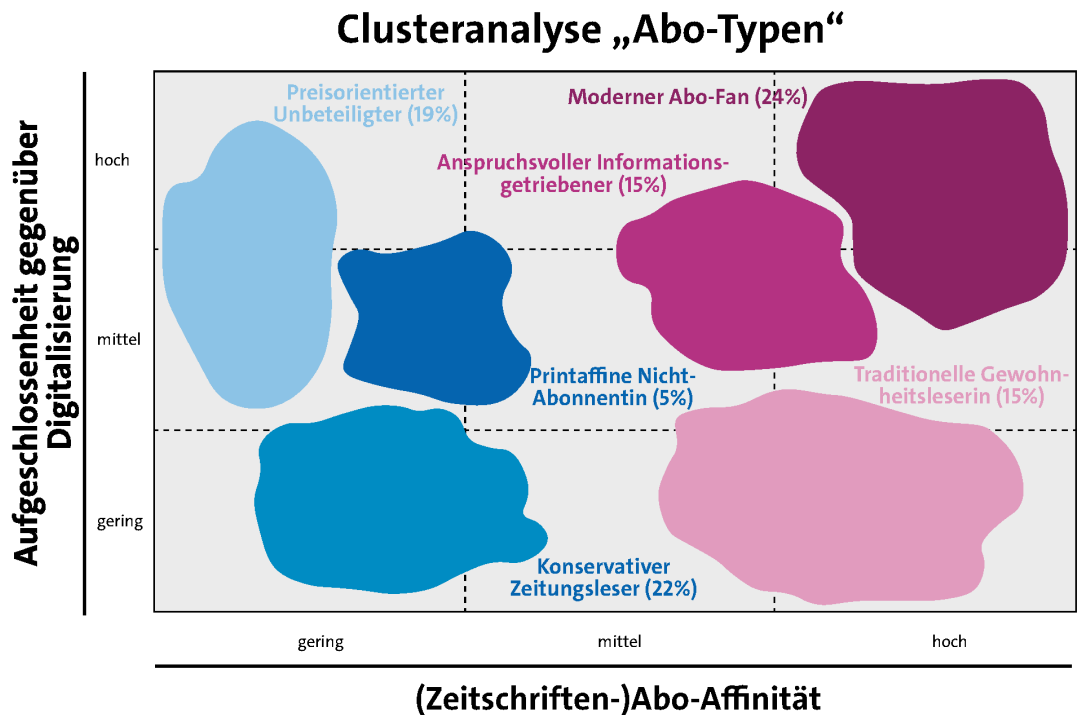 Clusteranalyse „Abo-Typen“
Aufgeschlossenheit gegenüber
Digitalisierung
hoch
mittel
gering
Preisorientierter
Unbeteiligter (19%)
Moderner Abo-Fan (24%)
Anspruchsvoller Informations-
getriebener (15%)
Printaffine Nicht-
Abonnentin (5%)
Traditionelle Gewohn-
heitsleserin (15%)
Konservativer
Zeitungsleser (22%)
gering
mittel
hoch
(Zeitschriften-)Abo-Affinität